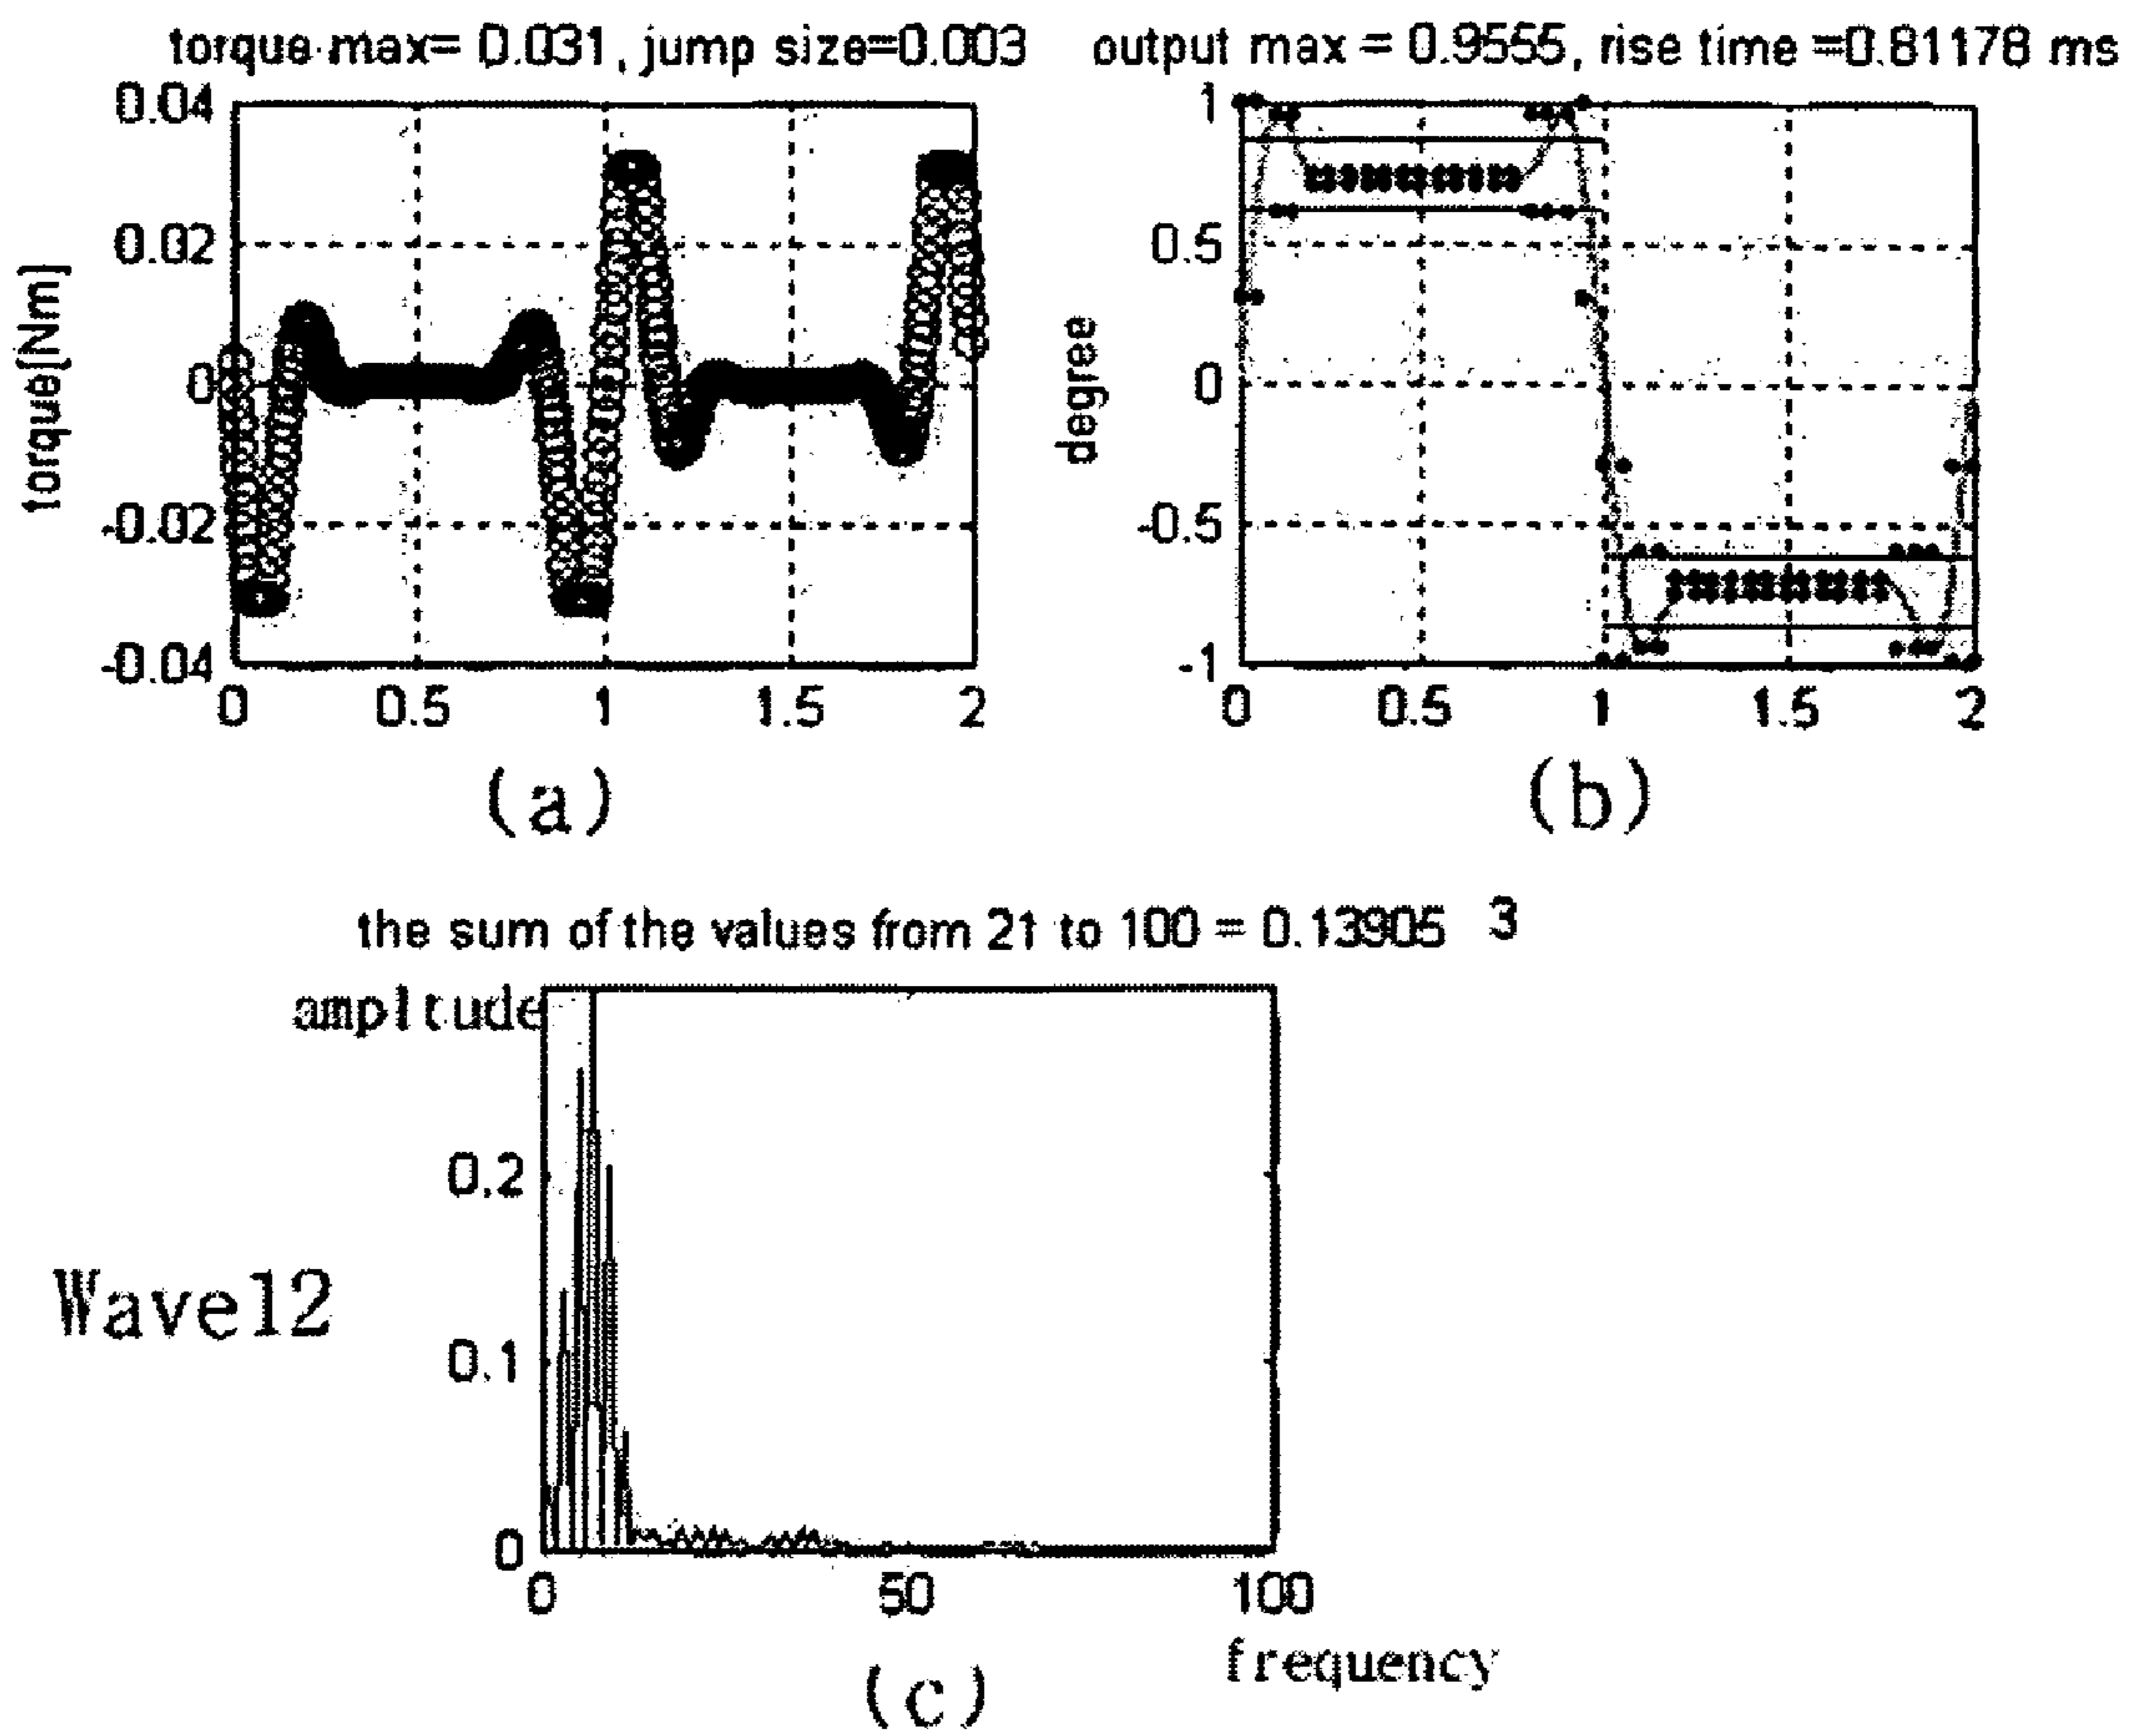 torque max= 0.031, jump size=0.003
output max = 0.9555, rise time =0.81178 ms
0.04
0.02
0
-0.02
-0.04
torque[Nm]
0 0.5 1 1.5 2
(a)
1
0.5
0
-0.5
-1
degree
0 0.5 1 1.5 2
(b)
the sum of the values from 21 to 100 = 0.13905 3
amplitude
0.2
0.1
0
Wave12
0 50 100
frequency
(c)